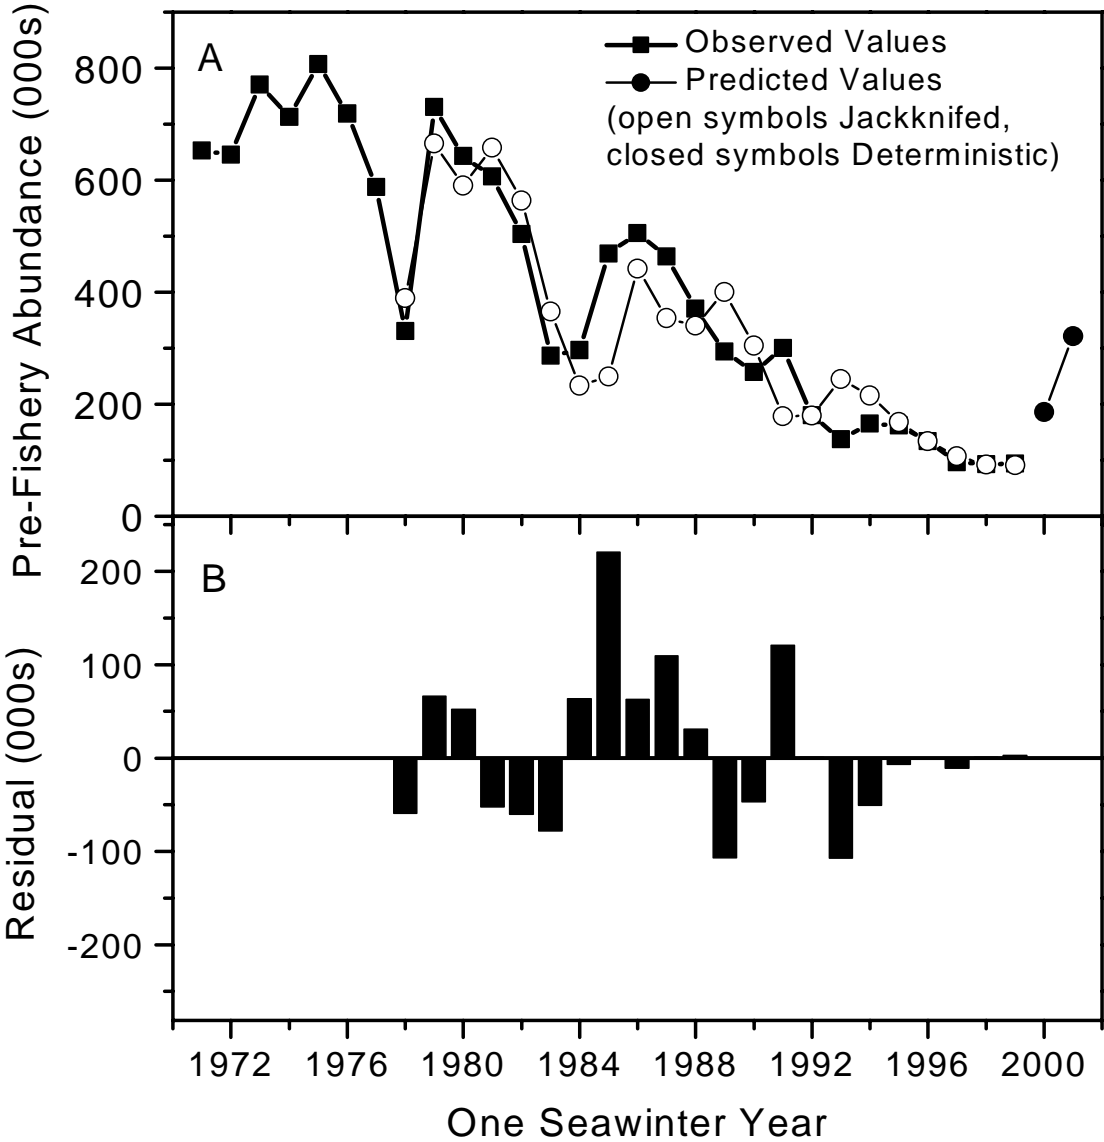 A
Observed Values
Predicted Values
(open symbols Jackknifed,
closed symbols Deterministic)
Pre-Fishery Abundance (000s)
800
600
400
200
0
B
Residual (000s)
200
100
0
-100
-200
1972 1976 1980 1984 1988 1992 1996 2000
One Seawinter Year